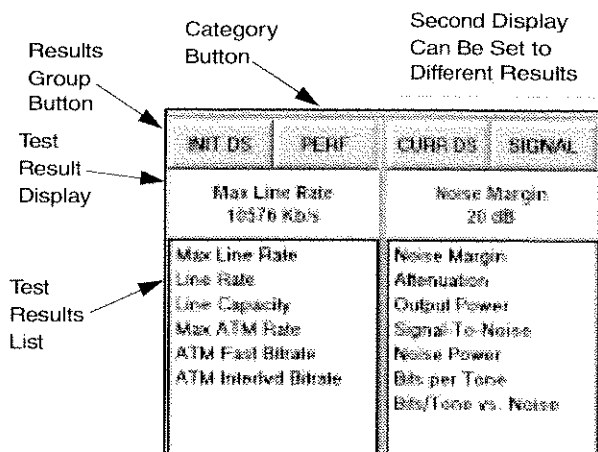 Category
Button
Second Display
Can Be Set to
Different Results
Results
Group
Button
Test
Result
Display
Test
Results
List
INIT DS
PERF
CURR DS
SIGNAL
Max Line Rate
10576 Kb/s
Noise Margin
20 dB
Max Line Rate
Line Rate
Line Capacity
Max ATM Rate
ATM Fast Bitrate
ATM Interlvd Bitrate
Noise Margin
Attenuation
Output Power
Signal-To-Noise
Noise Power
Bits per Tone
Bits/Tone vs. Noise